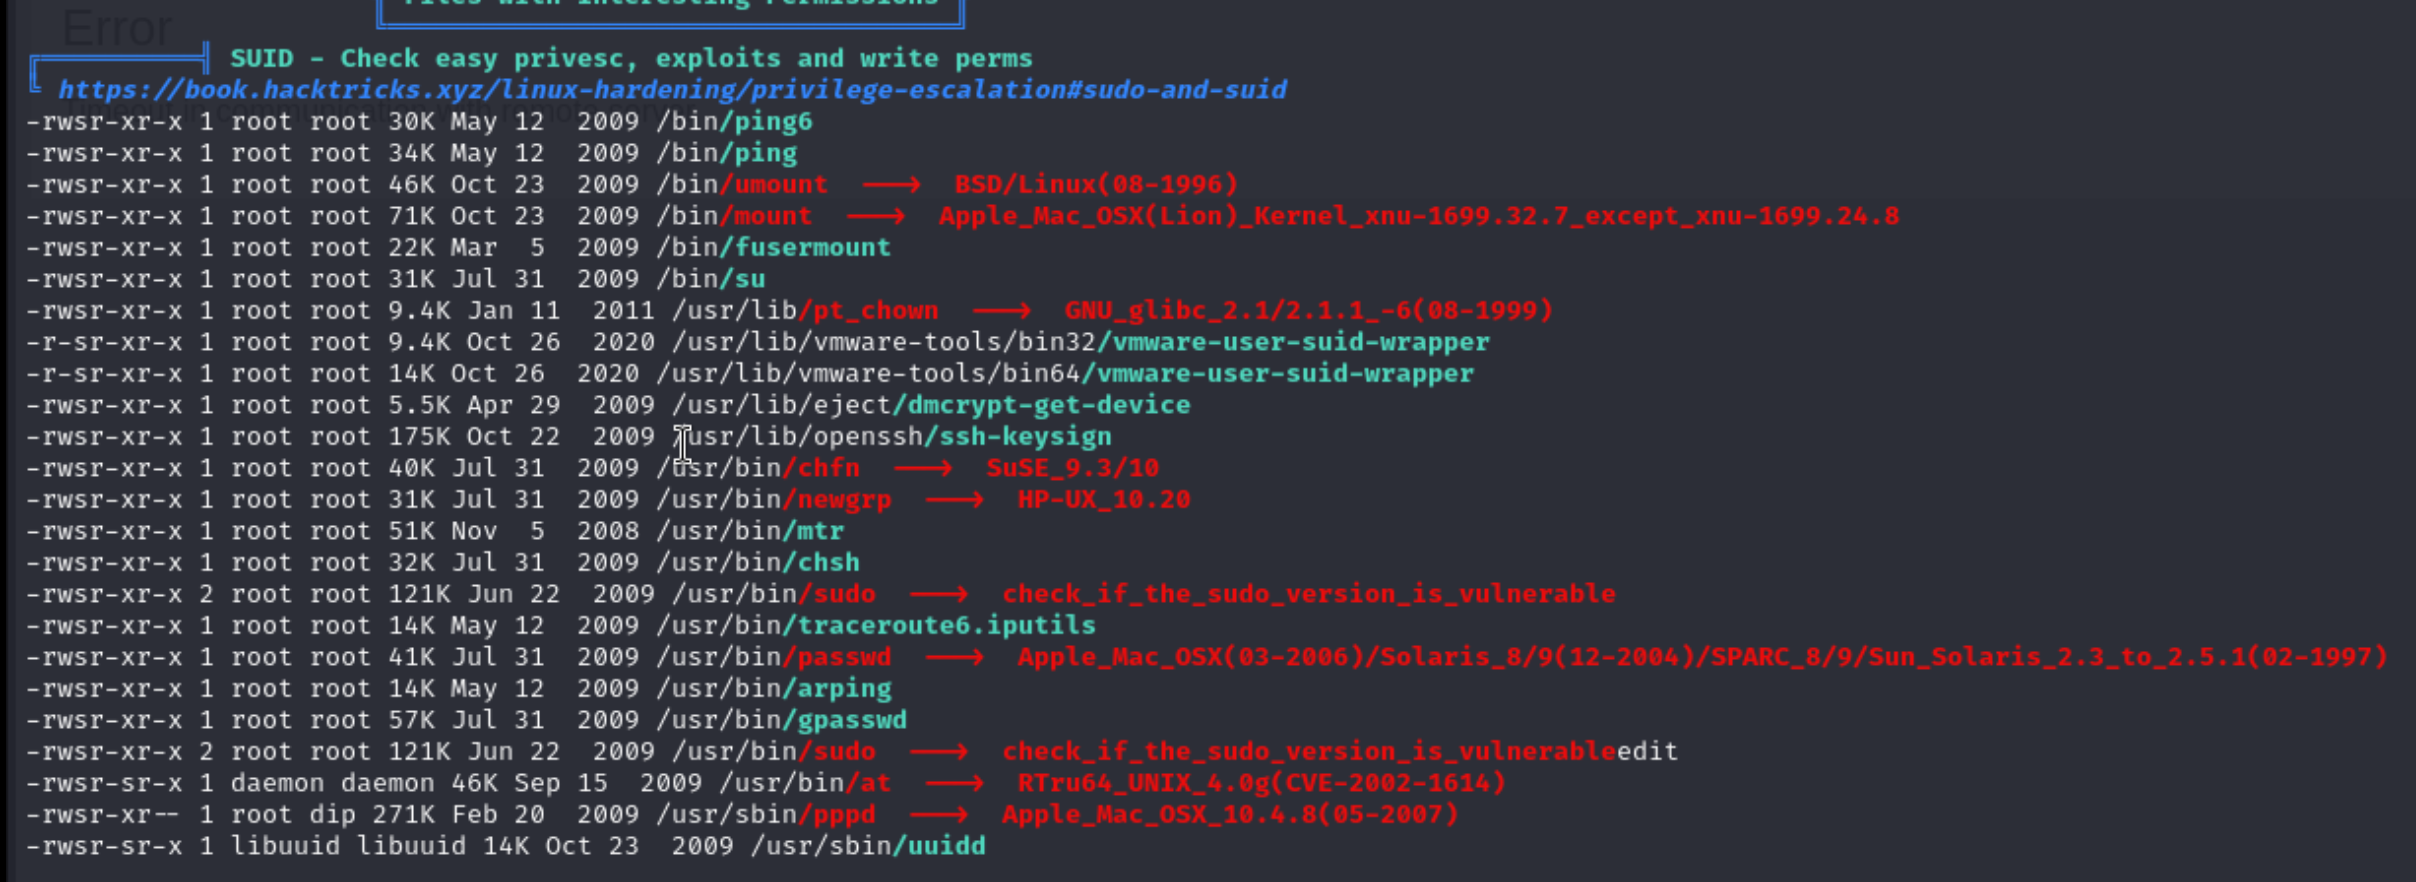 Files with Interesting Permissions
Error
SUID - Check easy privesc, exploits and write perms
https://book.hacktricks.xyz/linux-hardening/privilege-escalation#sudo-and-suid
Timeout in communication with remote server
-rwsr-xr-x 1 root root 30K May 12  2009 /bin/ping6
-rwsr-xr-x 1 root root 34K May 12  2009 /bin/ping
-rwsr-xr-x 1 root root 46K Oct 23  2009 /bin/umount  --->  BSD/Linux(08-1996)
-rwsr-xr-x 1 root root 71K Oct 23  2009 /bin/mount  --->  Apple_Mac_OSX(Lion)_Kernel_xnu-1699.32.7_except_xnu-1699.24.8
-rwsr-xr-x 1 root root 22K Mar  5  2009 /bin/fusermount
-rwsr-xr-x 1 root root 31K Jul 31  2009 /bin/su
-rwsr-xr-x 1 root root 9.4K Jan 11  2011 /usr/lib/pt_chown  --->  GNU_glibc_2.1/2.1.1_-6(08-1999)
-r-sr-xr-x 1 root root 9.4K Oct 26  2020 /usr/lib/vmware-tools/bin32/vmware-user-suid-wrapper
-r-sr-xr-x 1 root root 14K Oct 26  2020 /usr/lib/vmware-tools/bin64/vmware-user-suid-wrapper
-rwsr-xr-x 1 root root 5.5K Apr 29  2009 /usr/lib/eject/dmcrypt-get-device
-rwsr-xr-x 1 root root 175K Oct 22  2009 /usr/lib/openssh/ssh-keysign
-rwsr-xr-x 1 root root 40K Jul 31  2009 /usr/bin/chfn  --->  SuSE_9.3/10
-rwsr-xr-x 1 root root 31K Jul 31  2009 /usr/bin/newgrp  --->  HP-UX_10.20
-rwsr-xr-x 1 root root 51K Nov  5  2008 /usr/bin/mtr
-rwsr-xr-x 1 root root 32K Jul 31  2009 /usr/bin/chsh
-rwsr-xr-x 2 root root 121K Jun 22  2009 /usr/bin/sudo  --->  check_if_the_sudo_version_is_vulnerable
-rwsr-xr-x 1 root root 14K May 12  2009 /usr/bin/traceroute6.iputils
-rwsr-xr-x 1 root root 41K Jul 31  2009 /usr/bin/passwd  --->  Apple_Mac_OSX(03-2006)/Solaris_8/9(12-2004)/SPARC_8/9/Sun_Solaris_2.3_to_2.5.1(02-1997)
-rwsr-xr-x 1 root root 14K May 12  2009 /usr/bin/arping
-rwsr-xr-x 1 root root 57K Jul 31  2009 /usr/bin/gpasswd
-rwsr-xr-x 2 root root 121K Jun 22  2009 /usr/bin/sudo  --->  check_if_the_sudo_version_is_vulnerableedit
-rwsr-sr-x 1 daemon daemon 46K Sep 15  2009 /usr/bin/at  --->  RTru64_UNIX_4.0g(CVE-2002-1614)
-rwsr-xr-- 1 root dip 271K Feb 20  2009 /usr/sbin/pppd  --->  Apple_Mac_OSX_10.4.8(05-2007)
-rwsr-sr-x 1 libuuid libuuid 14K Oct 23  2009 /usr/sbin/uuidd